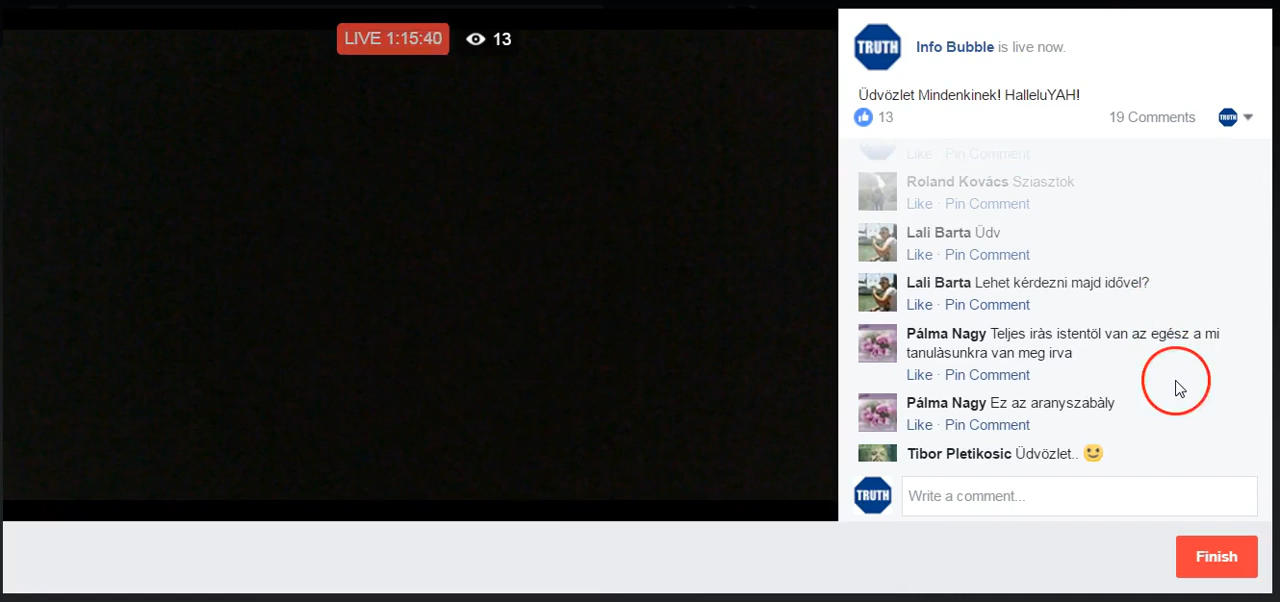 LIVE 1:15:40
13
TRUTH
Info Bubble is live now.
Üdvözlet Mindenkinek! HalleluYAH!
13
19 Comments
TRUTH
Like · Pin Comment
Roland Kovács Sziasztok
Like · Pin Comment
Lali Barta Üdv
Like · Pin Comment
Lali Barta Lehet kérdezni majd idővel?
Like · Pin Comment
Pálma Nagy Teljes iràs istentöl van az egész a mi
tanulàsunkra van meg irva
Like · Pin Comment
Pálma Nagy Ez az aranyszabàly
Like · Pin Comment
Tibor Pletikosic Üdvözlet..
TRUTH
Write a comment...
Finish